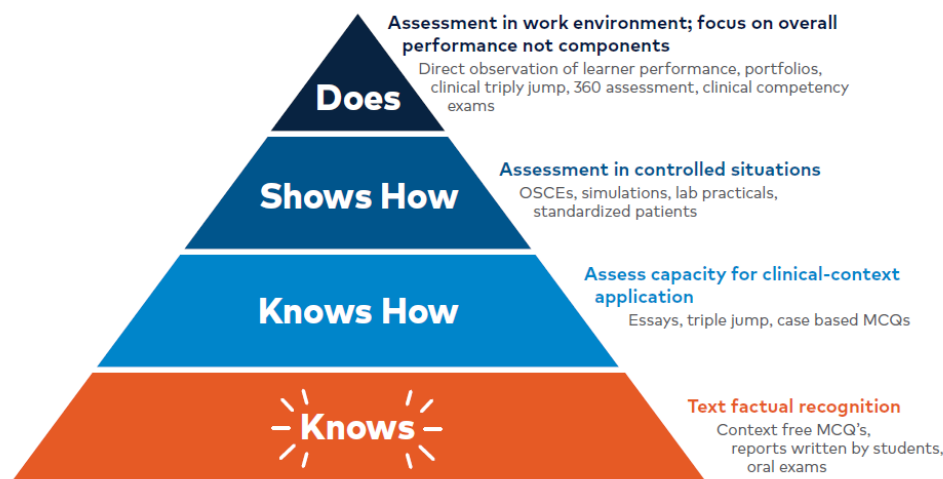 Assessment in work environment; focus on overall
performance not components
Direct observation of learner performance, portfolios,
clinical triply jump, 360 assessment, clinical competency
exams
Does
Assessment in controlled situations
OSCEs, simulations, lab practicals,
standardized patients
Shows How
Assess capacity for clinical-context
application
Essays, triple jump, case based MCQs
Knows How
Text factual recognition
Context free MCQ's,
reports written by students,
oral exams
Knows